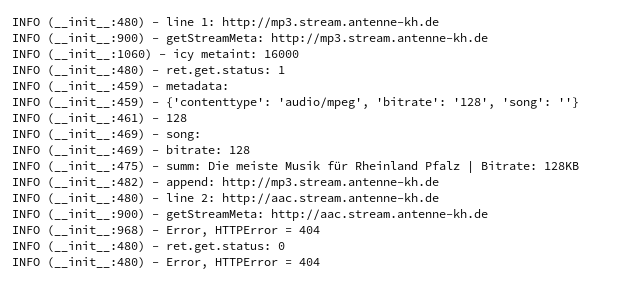 INFO (__init__:480) - line 1: http://mp3.stream.antenne-kh.de
INFO (__init__:900) - getStreamMeta: http://mp3.stream.antenne-kh.de
INFO (__init__:1060) - icy metaint: 16000
INFO (__init__:480) - ret.get.status: 1
INFO (__init__:459) - metadata:
INFO (__init__:459) - {'contenttype': 'audio/mpeg', 'bitrate': '128', 'song': ''}
INFO (__init__:461) - 128
INFO (__init__:469) - song:
INFO (__init__:469) - bitrate: 128
INFO (__init__:475) - summ: Die meiste Musik für Rheinland Pfalz | Bitrate: 128KB
INFO (__init__:482) - append: http://mp3.stream.antenne-kh.de
INFO (__init__:480) - line 2: http://aac.stream.antenne-kh.de
INFO (__init__:900) - getStreamMeta: http://aac.stream.antenne-kh.de
INFO (__init__:968) - Error, HTTPError = 404
INFO (__init__:480) - ret.get.status: 0
INFO (__init__:480) - Error, HTTPError = 404